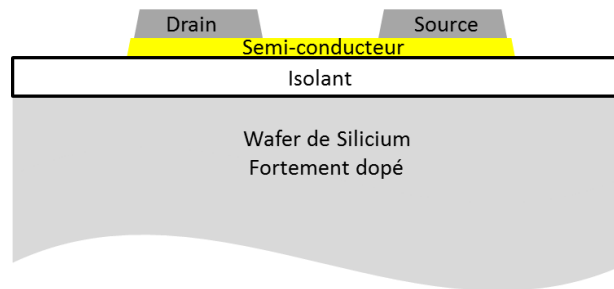 Drain
Source
Semi-conducteur
Isolant
Wafer de Silicium
Fortement dopé